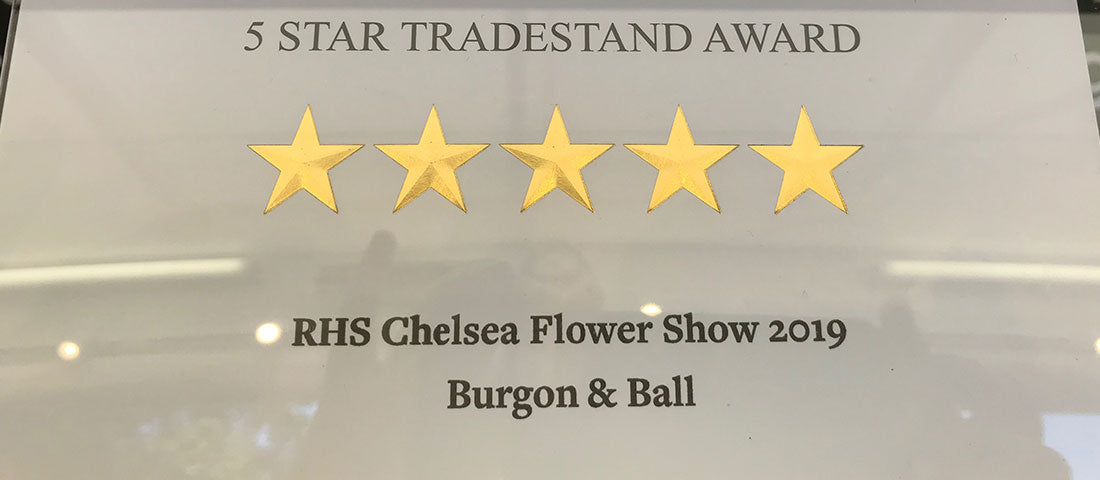 5 STAR TRADESTAND AWARD
RHS Chelsea Flower Show 2019
Burgon & Ball